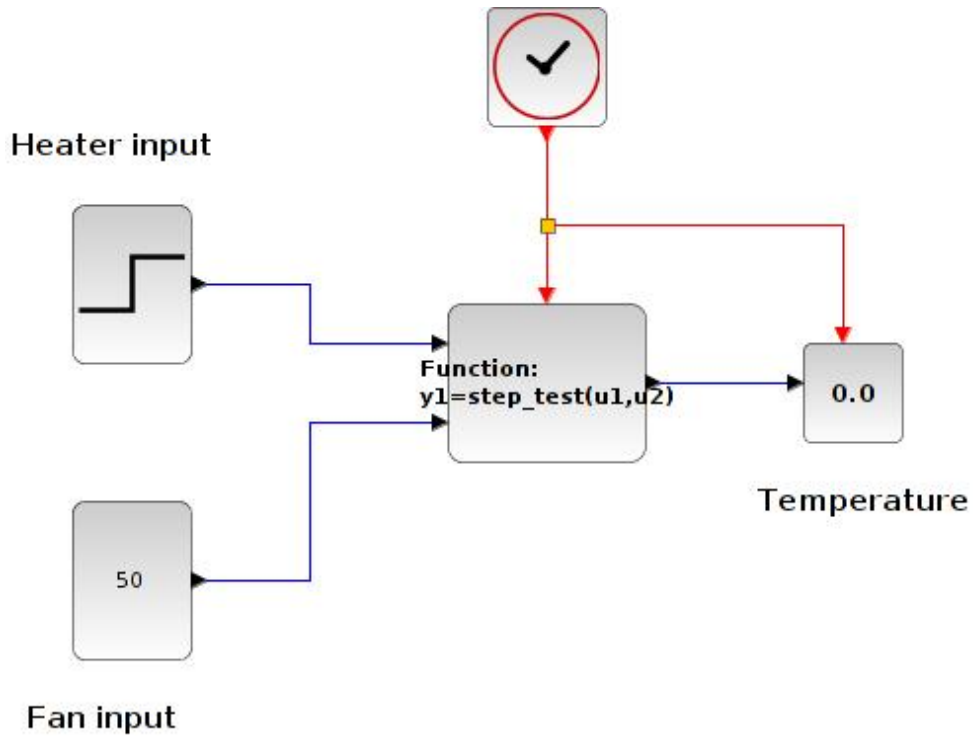 Heater input
Function:
y1=step_test(u1,u2)
0.0
Temperature
50
Fan input